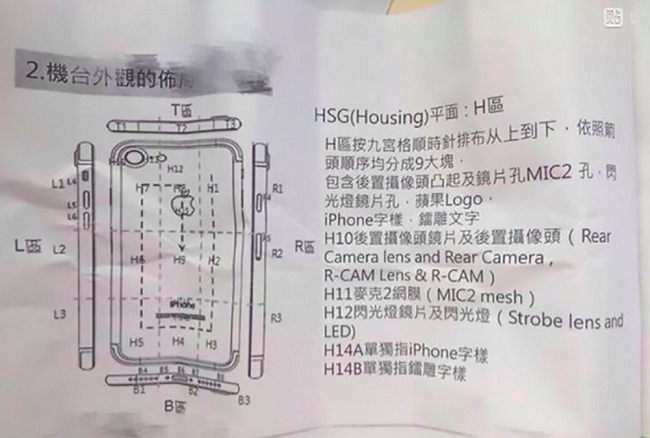 贴
2.機台外觀的佈局
T區
T1 T2 T3
HSG(Housing)平面：H區
H區按九宮格順時針排布从上到下，依照箭
頭順序均分成9大塊．
包含後置攝像頭凸起及鏡片孔MIC2 孔，閃
光燈鏡片孔，蘋果Logo，
iPhone字樣，鐳雕文字
H10後置攝像頭鏡片及後置攝像頭（Rear
Camera lens and Rear Camera，
R-CAM Lens & R-CAM）
H11麥克2網膜（MIC2 mesh）
H12閃光燈鏡片及閃光燈（Strobe lens and
LED)
H14A單獨指iPhone字樣
H14B單獨指鐳雕字樣
H12
L1 L4
L5
L6
H7 H8 H1
R1
R4
L區
L2
H6 H9 H2
R5
R2
R區
L3
iPhone
R3
H5 H4 H3
B4 B5 B6 B7
B1 B2 B3
B區